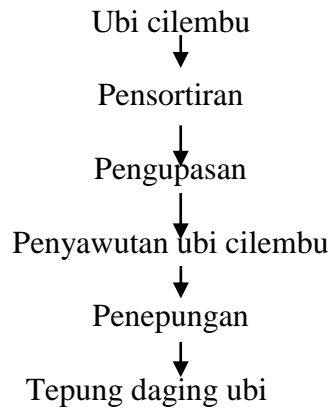 Ubi cilembu
Pensortiran
Pengupasan
Penyawutan ubi cilembu
Penepungan
Tepung daging ubi